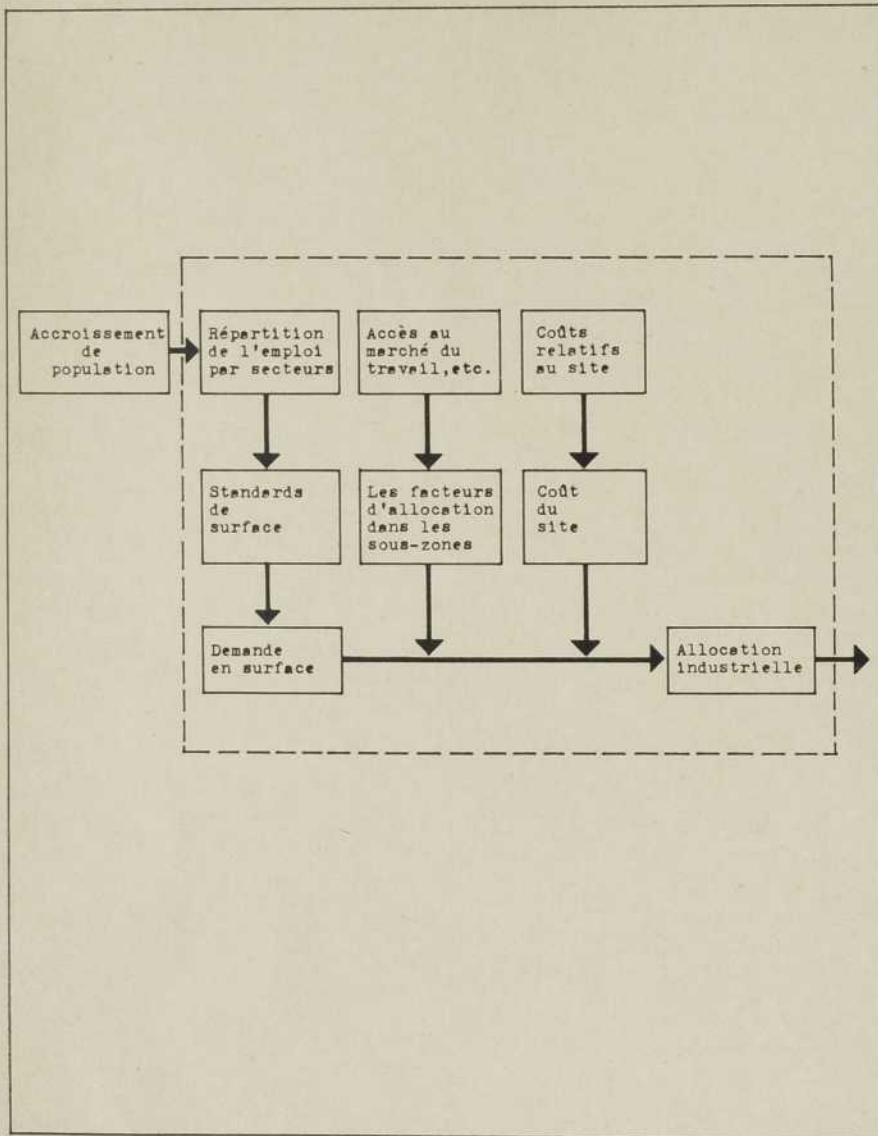 Accroissement
de
population
Répartition
de l'emploi
par secteurs
Accès au
marché du
travail,etc.
Coûts
relatifs
au site
Standards
de
surface
Les facteurs
d'allocation
dans les
sous-zones
Coût
du
site
Demande
en surface
Allocation
industrielle